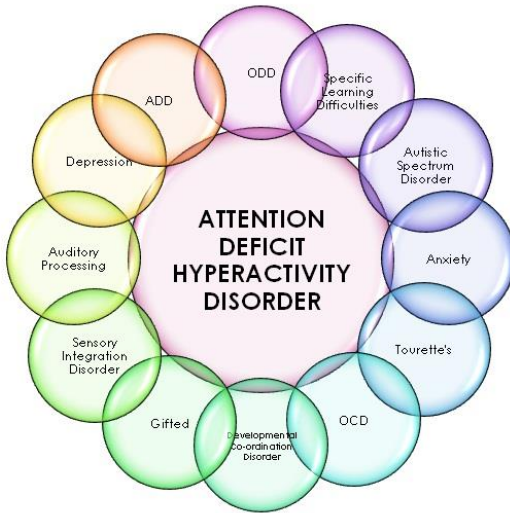 ATTENTION
DEFICIT
HYPERACTIVITY
DISORDER
ODD
Specific
Learning
Difficulties
Autistic
Spectrum
Disorder
Anxiety
Tourette's
OCD
Developmental
Co-ordination
Disorder
Gifted
Sensory
Integration
Disorder
Auditory
Processing
Depression
ADD